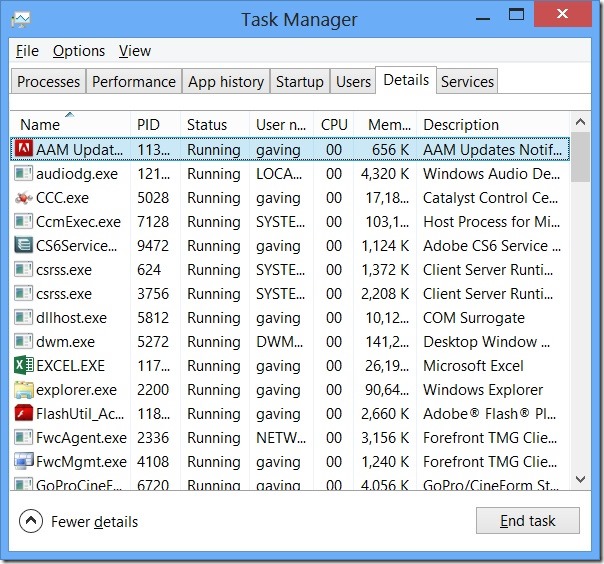 Task Manager
File Options View
Processes Performance App history Startup Users Details Services
Name PID Status User n... CPU Mem... Description
AAM Updat... 113... Running gaving 00 656 K AAM Updates Notif...
audiodg.exe 121... Running LOCA... 00 4,320 K Windows Audio De...
CCC.exe 5028 Running gaving 00 17,18... Catalyst Control Ce...
CcmExec.exe 7128 Running SYSTE... 00 103,1... Host Process for Mi...
CS6Service... 9472 Running gaving 00 1,124 K Adobe CS6 Service ...
csrss.exe 624 Running SYSTE... 00 1,372 K Client Server Runti...
csrss.exe 3756 Running SYSTE... 00 2,208 K Client Server Runti...
dllhost.exe 5812 Running gaving 00 10,12... COM Surrogate
dwm.exe 5272 Running DWM... 00 141,2... Desktop Window ...
EXCEL.EXE 117... Running gaving 00 26,19... Microsoft Excel
explorer.exe 2200 Running gaving 00 90,64... Windows Explorer
FlashUtil_Ac... 118... Running gaving 00 2,660 K Adobe® Flash® Pl...
FwcAgent.exe 2336 Running NETW... 00 3,156 K Forefront TMG Clie...
FwcMgmt.exe 4108 Running gaving 00 1,240 K Forefront TMG Clie...
GoProCineF... 6720 Running gaving 00 4,056 K GoPro/CineForm St...
Fewer details End task